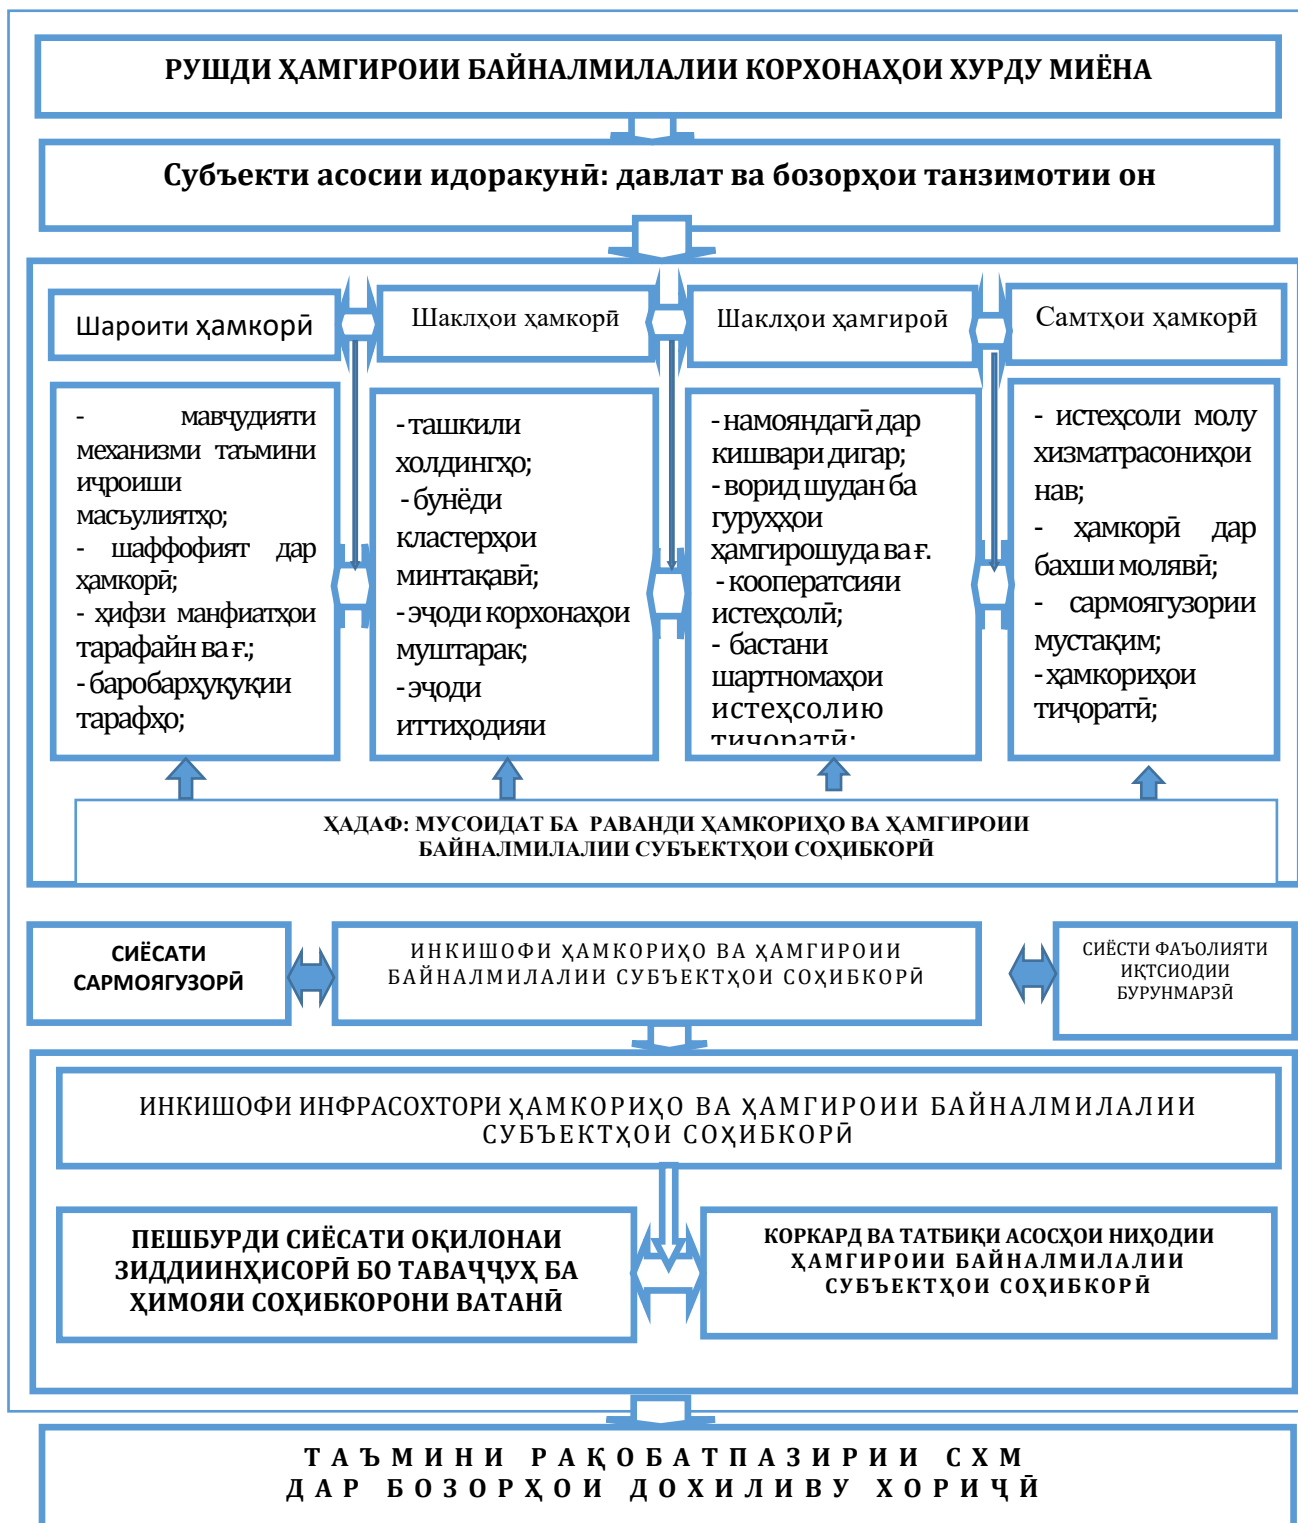 РУШДИ ҲАМГИРОИИ БАЙНАЛМИЛАЛИИ КОРХОНАҲОИ ХУРДУ МИЁНА
Субъекти асосии идоракунӣ: давлат ва бозорҳои танзимотии он
Шароити ҳамкорӣ
Шаклҳои ҳамкорӣ
Шаклҳои ҳамгироӣ
Самтҳои ҳамкорӣ
- мавҷудияти
механизми таъмини
иҷроиши
масъулиятҳо;
- шаффофият дар
ҳамкорӣ;
- ҳифзи манфиатҳои
тарафайн ва ғ.;
- баробарҳуқуқии
тарафҳо;
- ташкили
холдингҳо;
- бунёди
кластерҳои
минтақавӣ;
- эҷоди корхонаҳои
муштарак;
- эҷоди
иттиҳодияи
- намояндагӣ дар
кишвари дигар;
- ворид шудан ба
гуруҳҳои
ҳамгирошуда ва ғ.
- кооператсияи
истеҳсолӣ;
- бастани
шартномаҳои
истеҳсолию
тиҷоратӣ;
- истеҳсоли молу
хизматрасониҳои
нав;
- ҳамкорӣ дар
бахши молявӣ;
- сармоягузории
мустақим;
- ҳамкориҳои
тиҷоратӣ;
ҲАДАФ: МУСОИДАТ БА РАВАНДИ ҲАМКОРИҲО ВА ҲАМГИРОИИ
БАЙНАЛМИЛАЛИИ СУБЪЕКТҲОИ СОҲИБКОРӢ
СИЁСАТИ
САРМОЯГУЗОРӢ
ИНКИШОФИ ҲАМКОРИҲО ВА ҲАМГИРОИИ
БАЙНАЛМИЛАЛИИ СУБЪЕКТҲОИ СОҲИБКОРӢ
СИЁСТИ ФАЪОЛИЯТИ
ИҚТСИОДИИ
БУРУНМАРЗӢ
ИНКИШОФИ ИНФРАСОХТОРИ ҲАМКОРИҲО ВА ҲАМГИРОИИ БАЙНАЛМИЛАЛИИ
СУБЪЕКТҲОИ СОҲИБКОРӢ
ПЕШБУРДИ СИЁСАТИ ОҚИЛОНАИ
ЗИДДИИНҲИСОРӢ БО ТАВАҶҶУҲ БА
ҲИМОЯИ СОҲИБКОРОНИ ВАТАНӢ
КОРКАРД ВА ТАТБИҚИ АСОСҲОИ НИҲОДИИ
ҲАМГИРОИИ БАЙНАЛМИЛАЛИИ
СУБЪЕКТҲОИ СОҲИБКОРӢ
ТАЪМИНИ РАҚОБАТПАЗИРИИ СХМ
ДАР БОЗОРҲОИ ДОХИЛИВУ ХОРИҶӢ